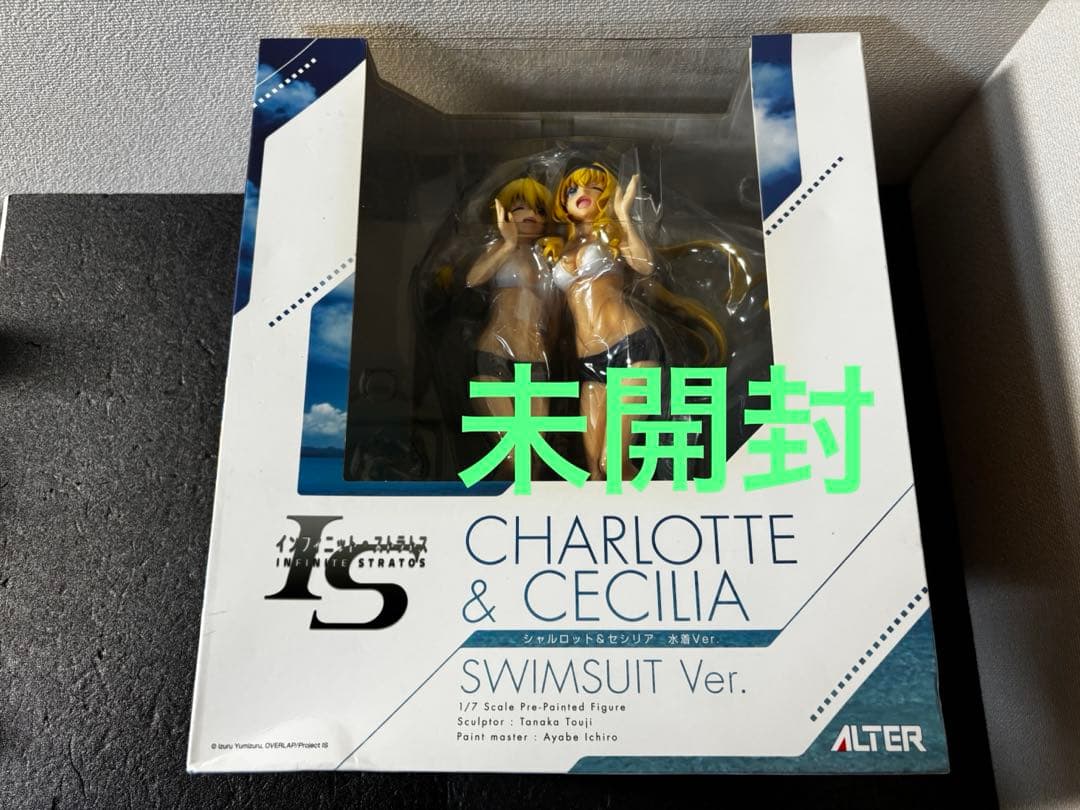 未開封
インフィニット・ストラトス
INFINITE STRATOS
IS
CHARLOTTE
& CECILIA
シャルロット&セシリア 水着Ver.
SWIMSUIT Ver.
1/7 Scale Pre-Painted Figure
Sculptor : Tanaka Touji
Paint master : Ayabe Ichiro
© Izuru Yumizuru, OVERLAP/Project IS
ALTER